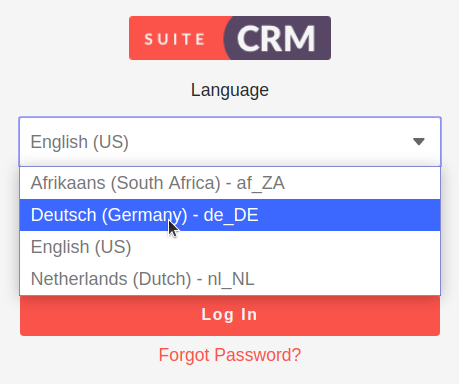 SUITE CRM
Language
English (US)
Afrikaans (South Africa) - af_ZA
Deutsch (Germany) - de_DE
English (US)
Netherlands (Dutch) - nl_NL
Log In
Forgot Password?